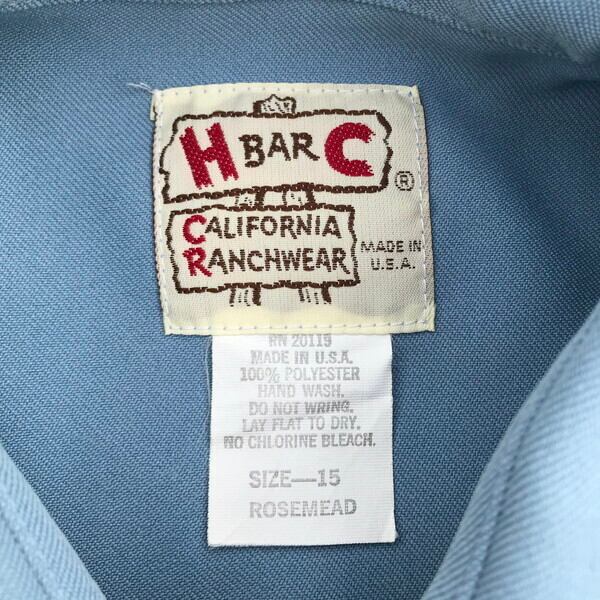 H BAR C
®
CALIFORNIA
RANCHWEAR
MADE IN
U.S.A.
RN 20119
MADE IN U.S.A.
100% POLYESTER
HAND WASH.
DO NOT WRING.
LAY FLAT TO DRY.
NO CHLORINE BLEACH.
SIZE—15
ROSEMEAD